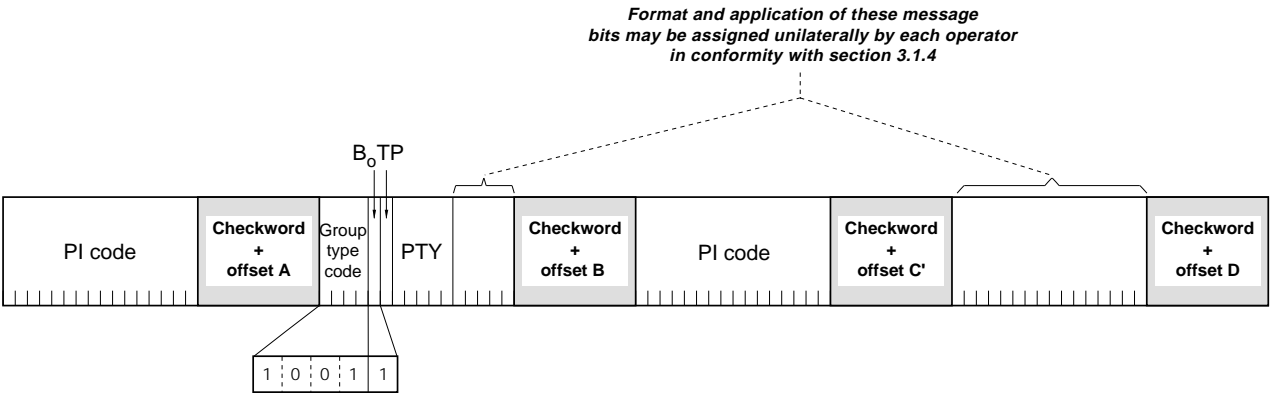 Format and application of these message
bits may be assigned unilaterally by each operator
in conformity with section 3.1.4
BoTP
PI code
Checkword
+
offset A
Group
type
code
PTY
Checkword
+
offset B
PI code
Checkword
+
offset C'
Checkword
+
offset D
1 0 0 1 1